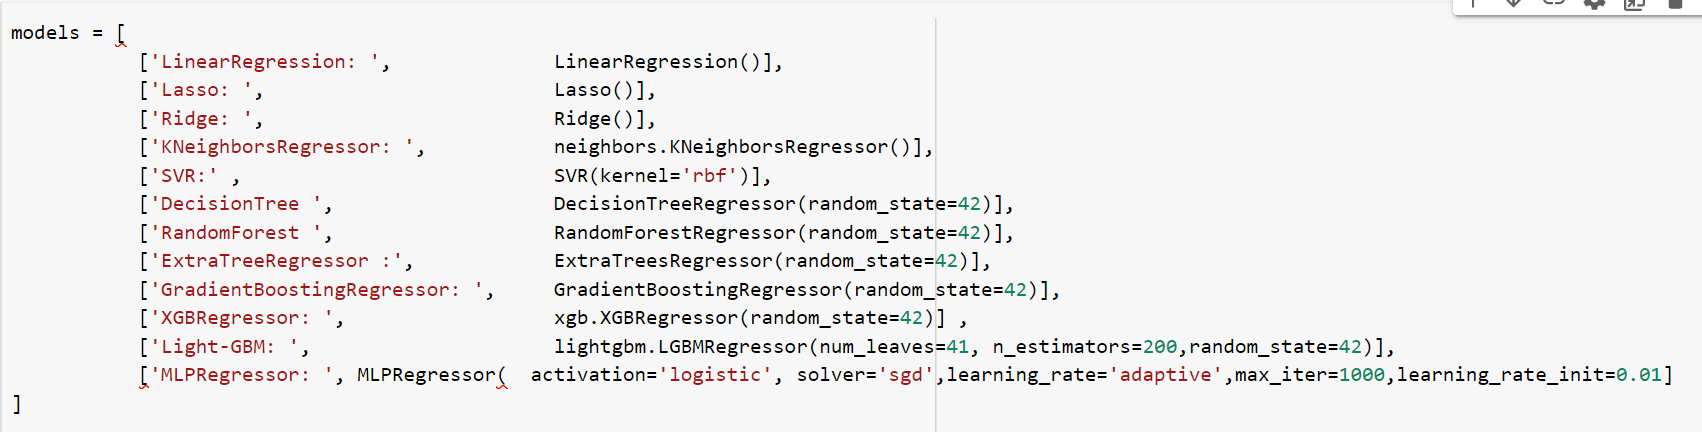 models = [
['LinearRegression: ', LinearRegression()],
['Lasso: ', Lasso()],
['Ridge: ', Ridge()],
['KNeighborsRegressor: ', neighbors.KNeighborsRegressor()],
['SVR:' , SVR(kernel='rbf')],
['DecisionTree ', DecisionTreeRegressor(random_state=42)],
['RandomForest ', RandomForestRegressor(random_state=42)],
['ExtraTreeRegressor :', ExtraTreesRegressor(random_state=42)],
['GradientBoostingRegressor: ', GradientBoostingRegressor(random_state=42)],
['XGBRegressor: ', xgb.XGBRegressor(random_state=42)] ,
['Light-GBM: ', lightgbm.LGBMRegressor(num_leaves=41, n_estimators=200,random_state=42)],
['MLPRegressor: ', MLPRegressor(  activation='logistic', solver='sgd',learning_rate='adaptive',max_iter=1000,learning_rate_init=0.01]
]